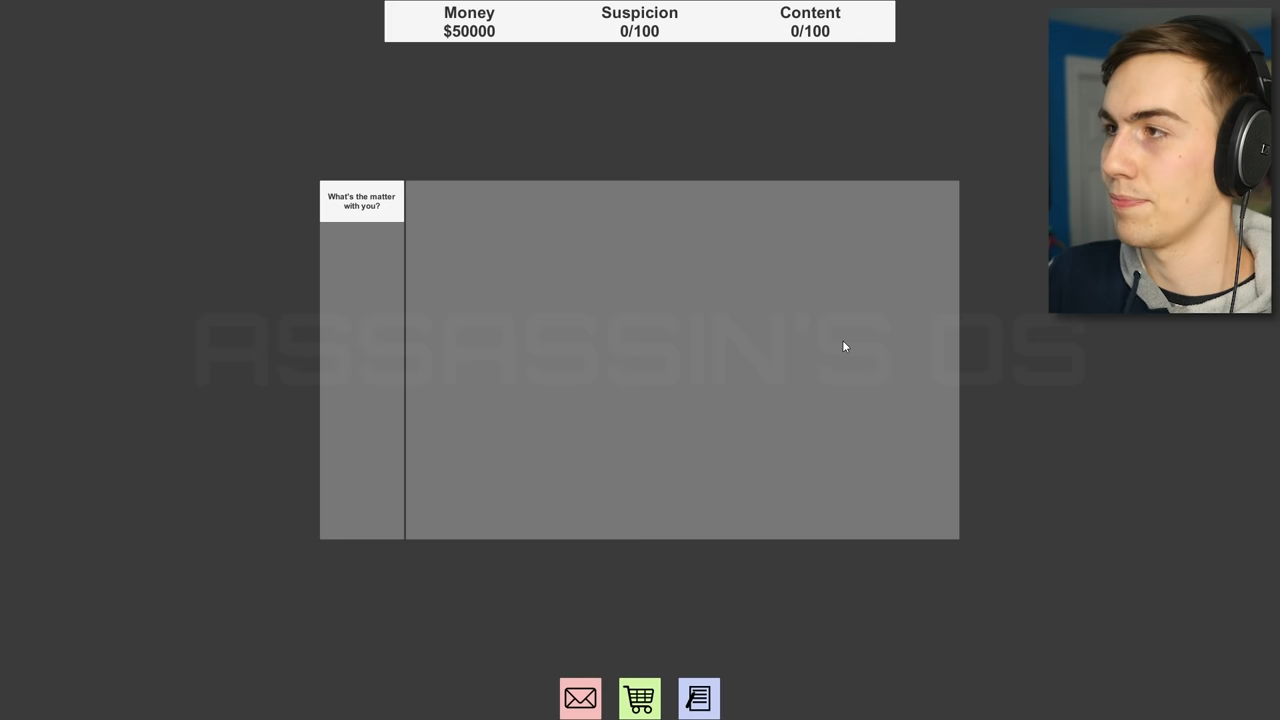 Money Suspicion Content
$50000 0/100 0/100
What's the matter
with you?
ASSASSIN'S OS